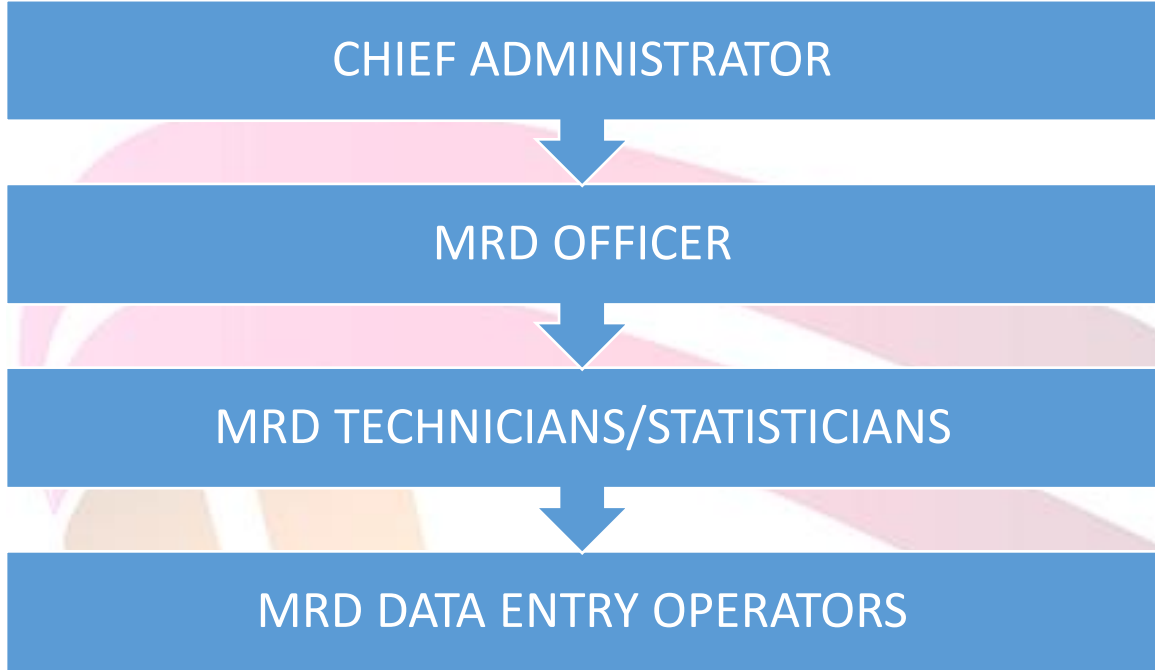 CHIEF ADMINISTRATOR
MRD OFFICER
MRD TECHNICIANS/STATISTICIANS
MRD DATA ENTRY OPERATORS